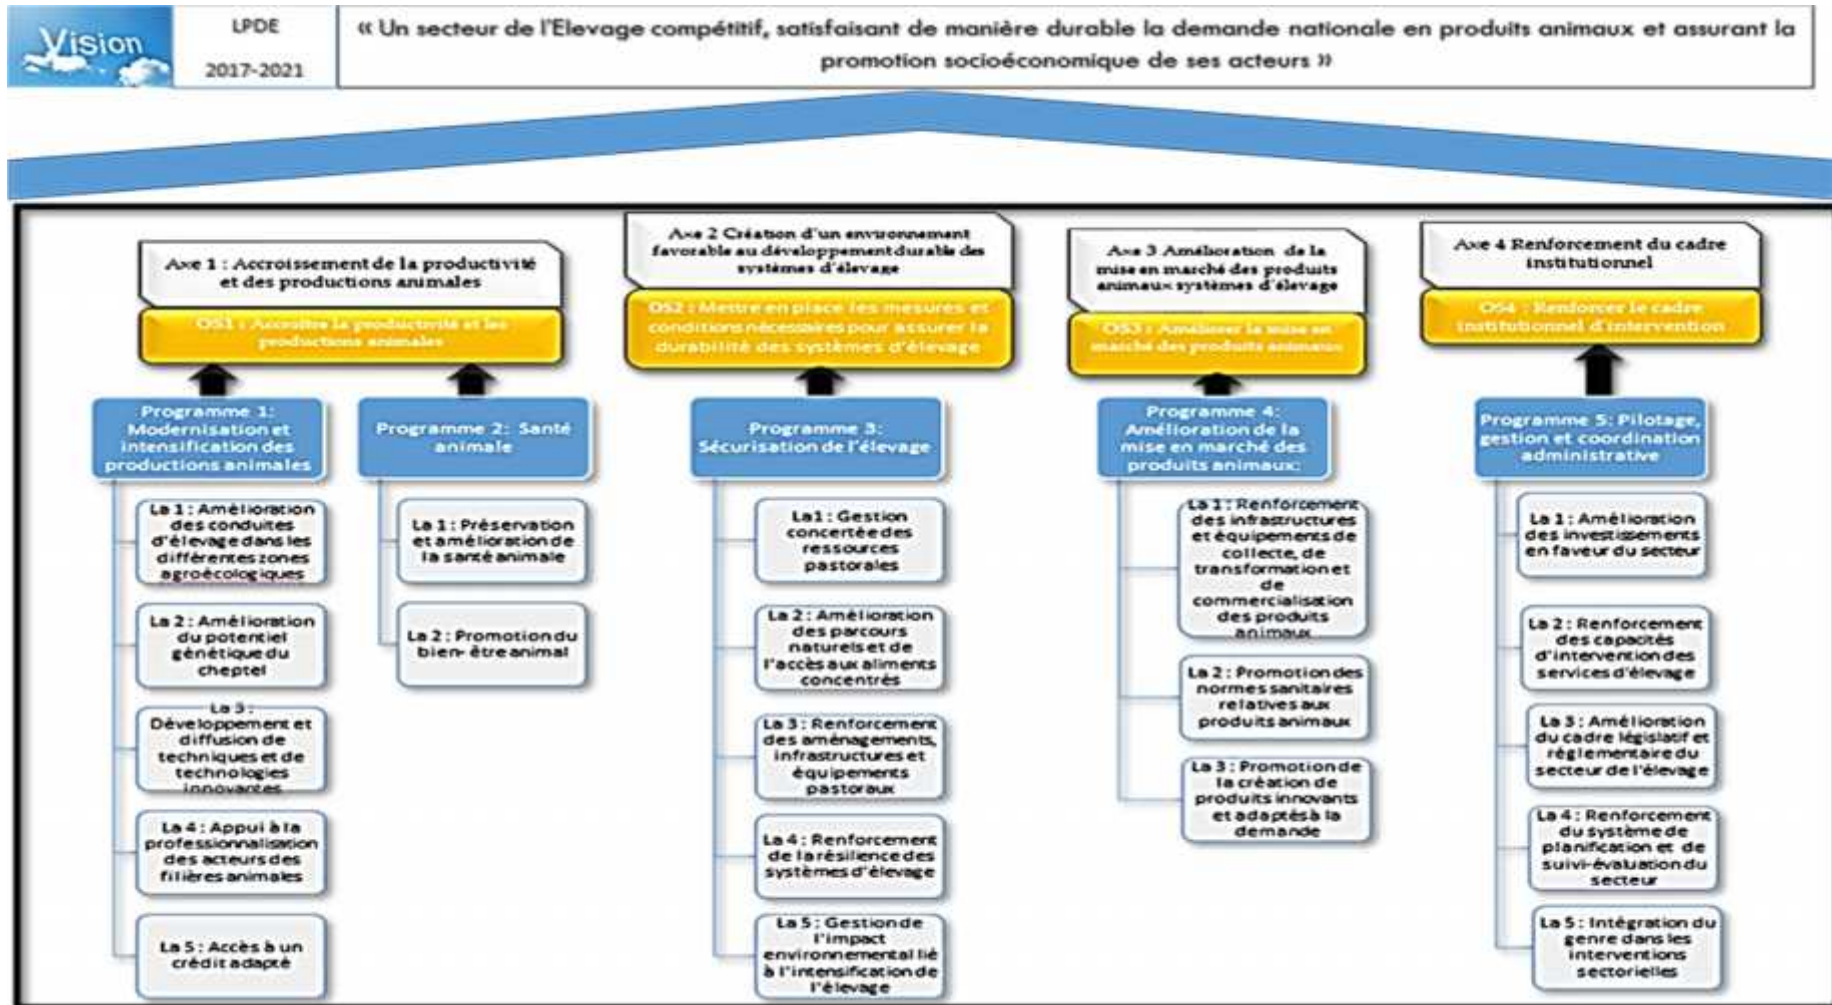 Vision
LPDE
2017-2021
« Un secteur de l'Elevage compétitif, satisfaisant de manière durable la demande nationale en produits animaux et assurant la
promotion socioéconomique de ses acteurs »
Axe 1 : Accroissement de la productivité
et des productions animales
OS1 : Accroître la productivité et les
productions animales
Axe 2 Création d'un environnement
favorable au développement durable des
systèmes d'élevage
OS2 : Mettre en place les mesures et
conditions nécessaires pour assurer la
durabilité des systèmes d'élevage
Axe 3 Amélioration de la
mise en marché des produits
animaux systèmes d'élevage
OS3 : Améliorer la mise en
marché des produits animaux
Axe 4 Renforcement du cadre
institutionnel
OS4 : Renforcer le cadre
institutionnel d'intervention
Programme 1:
Modernisation et
intensification des
productions animales
La 1 : Amélioration
des conduites
d'élevage dans les
différentes zones
agroécologiques
La 2 : Amélioration
du potentiel
génétique du
cheptel
La 3 :
Développement et
diffusion de
techniques et de
technologies
innovantes
La 4 : Appui à la
professionnalisation
des acteurs des
filières animales
La 5 : Accès à un
crédit adapté
Programme 2: Santé
animale
La 1 : Préservation
et amélioration de
la santé animale
La 2 : Promotion du
bien- être animal
Programme 3:
Sécurisation de l'élevage
La1 : Gestion
concertée des
ressources
pastorales
La 2 : Amélioration
des parcours
naturels et de
l'accès aux aliments
concentrés
La 3 : Renforcement
des aménagements,
infrastructures et
équipements
pastoraux
La 4 : Renforcement
de la résilience des
systèmes d'élevage
La 5 : Gestion de
l'impact
environnemental lié
à l'intensification de
l'élevage
Programme 4:
Amélioration de la
mise en marché des
produits animaux:
La 1 : Renforcement
des infrastructures
et équipements de
collecte, de
transformation et
de
commercialisation
des produits
animaux
La 2 : Promotion des
normes sanitaires
relatives aux
produits animaux
La 3 : Promotion de
la création de
produits innovants
et adaptés à la
demande
Programme 5: Pilotage,
gestion et coordination
administrative
La 1 : Amélioration
des investissements
en faveur du secteur
La 2 : Renforcement
des capacités
d'intervention des
services d'élevage
La 3 : Amélioration
du cadre législatif et
réglementaire du
secteur de l'élevage
La 4 : Renforcement
du système de
planification et de
suivi-évaluation du
secteur
La 5 : Intégration du
genre dans les
interventions
sectorielles